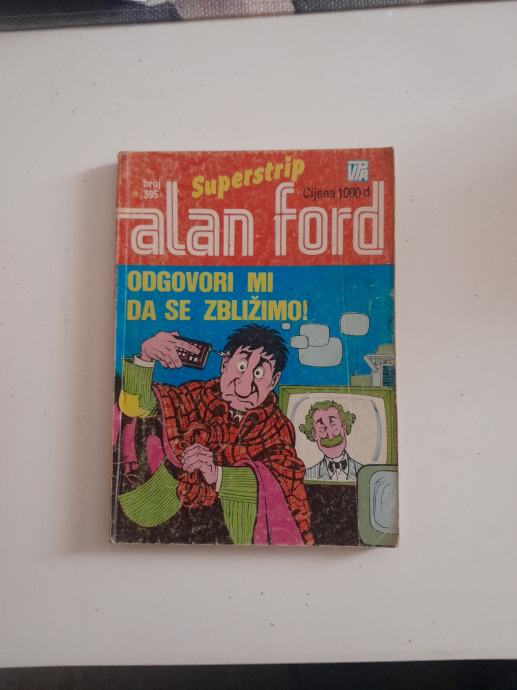 Superstrip
broj
395
VPA
Cijena 1000 d
alan ford
ODGOVORI MI
DA SE ZBLIŽIMO!